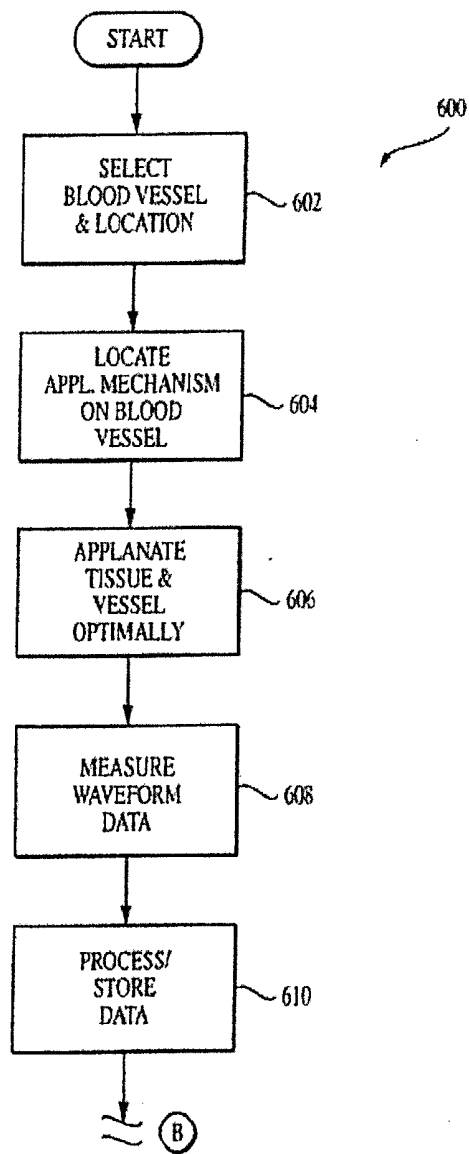 START
600
SELECT
BLOOD VESSEL
& LOCATION
602
LOCATE
APPL. MECHANISM
ON BLOOD
VESSEL
604
APPLANATE
TISSUE &
VESSEL
OPTIMALLY
606
MEASURE
WAVEFORM
DATA
608
PROCESS/
STORE
DATA
610
B